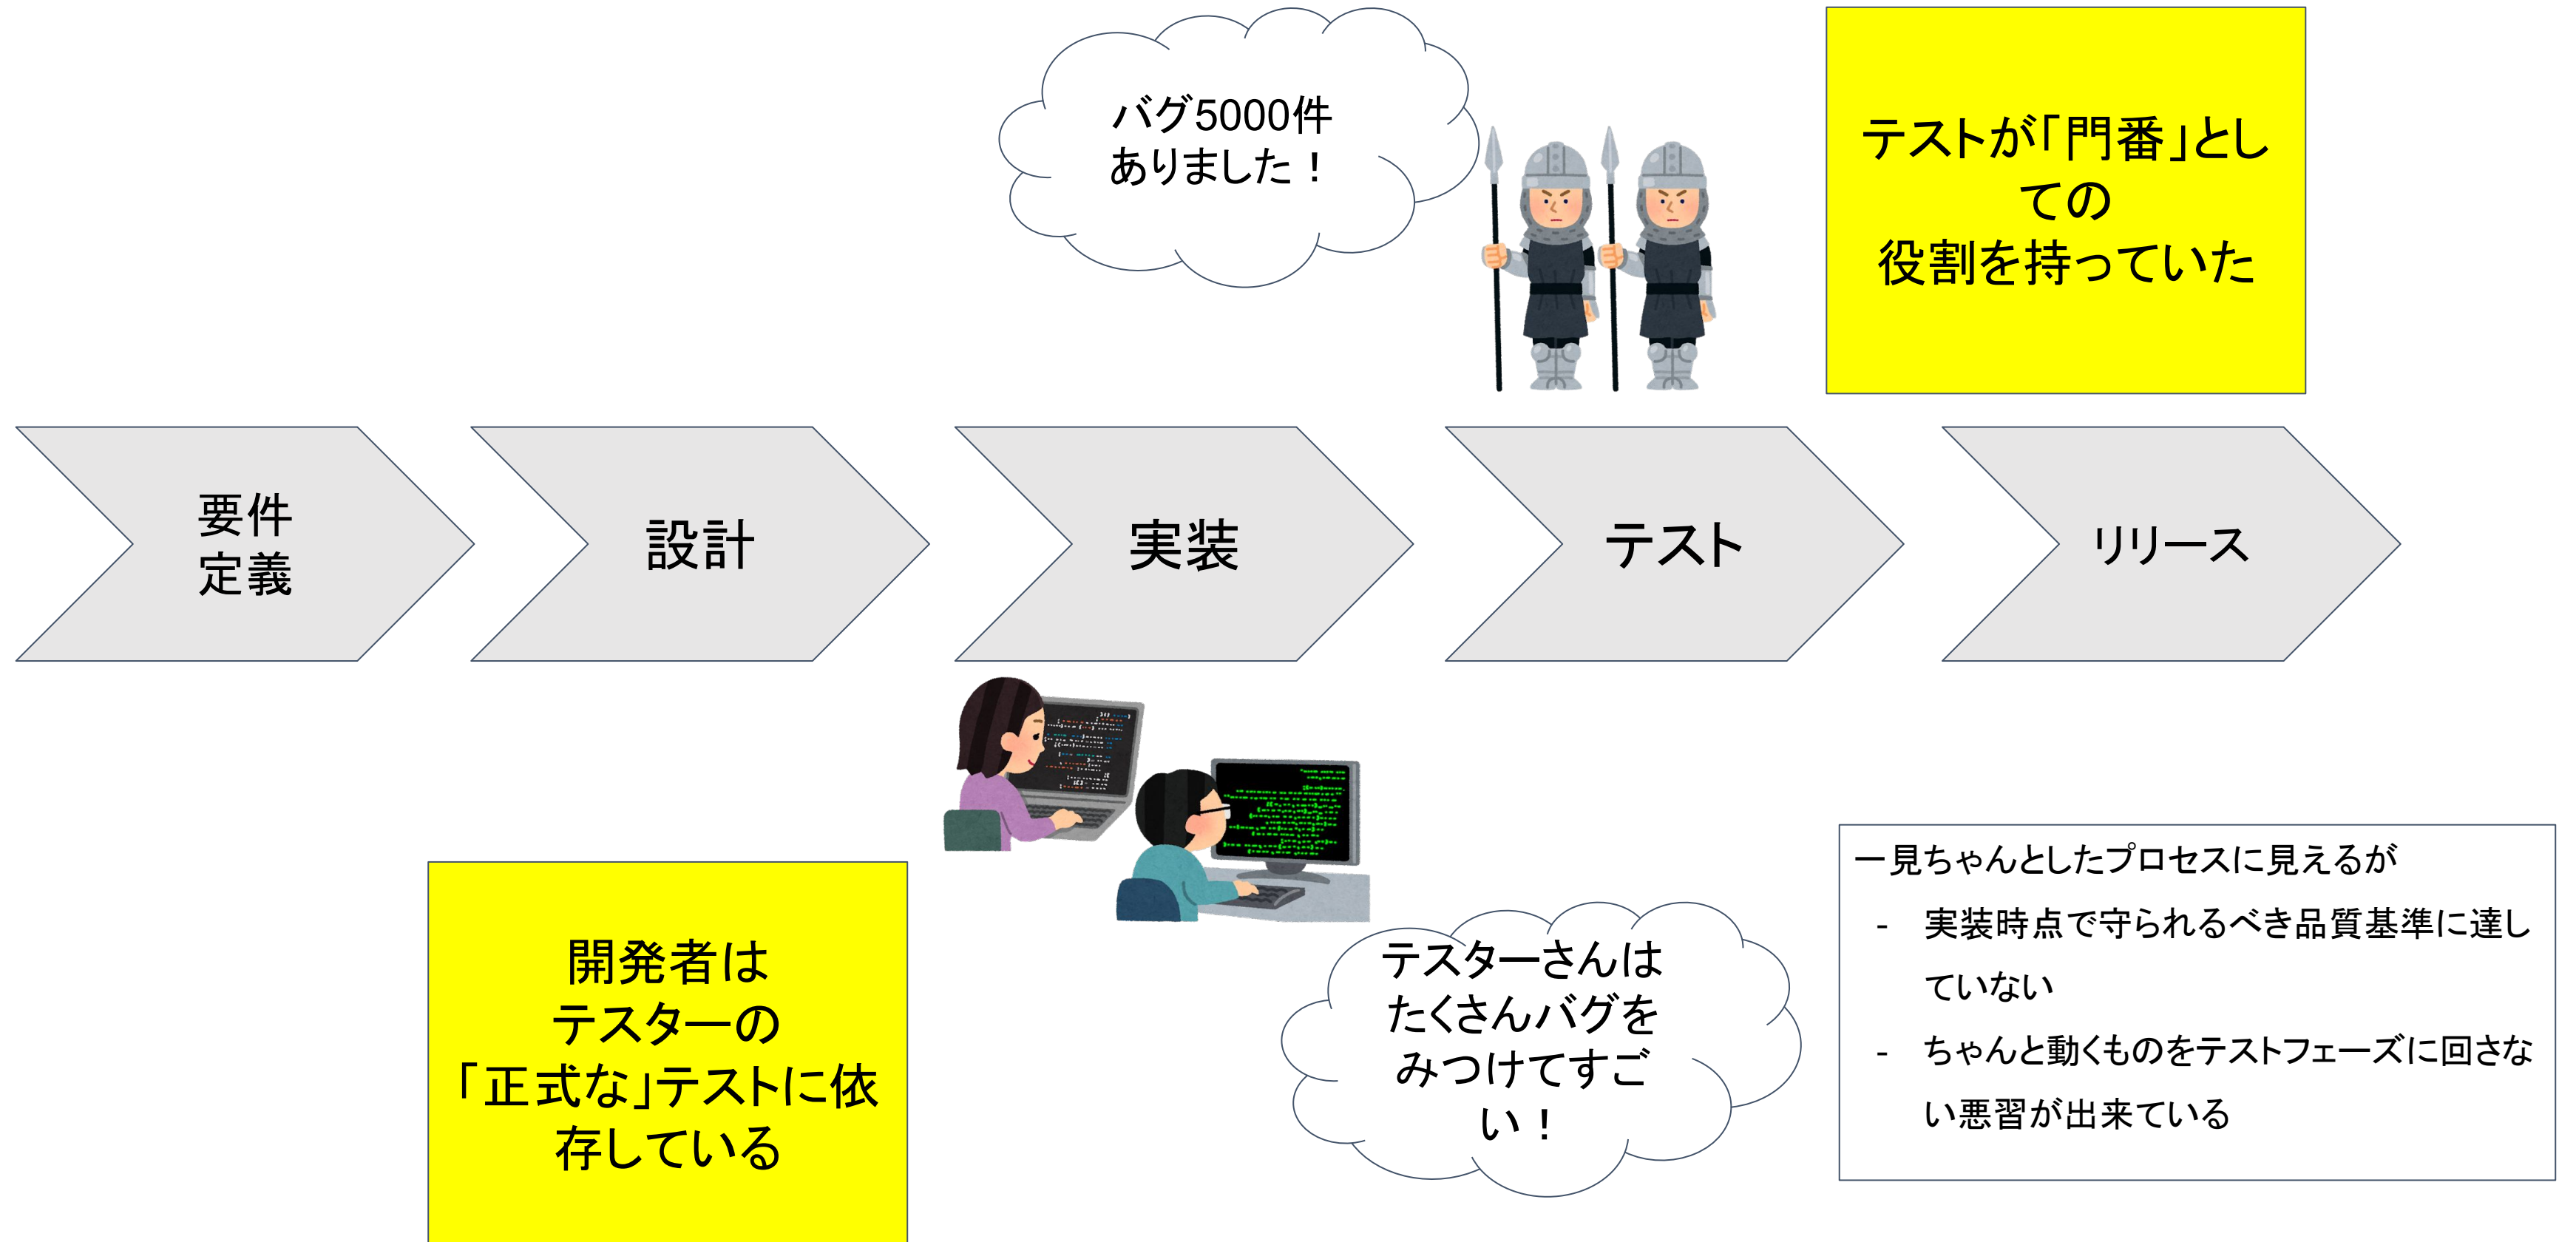 バグ5000件
ありました！
テストが「門番」とし
ての
役割を持っていた
要件
定義
設計
実装
テスト
リリース
開発者は
テスターの
「正式な」テストに依
存している
テスターさんは
たくさんバグを
みつけてすご
い！
一見ちゃんとしたプロセスに見えるが
- 実装時点で守られるべき品質基準に達し
ていない
- ちゃんと動くものをテストフェーズに回さな
い悪習が出来ている